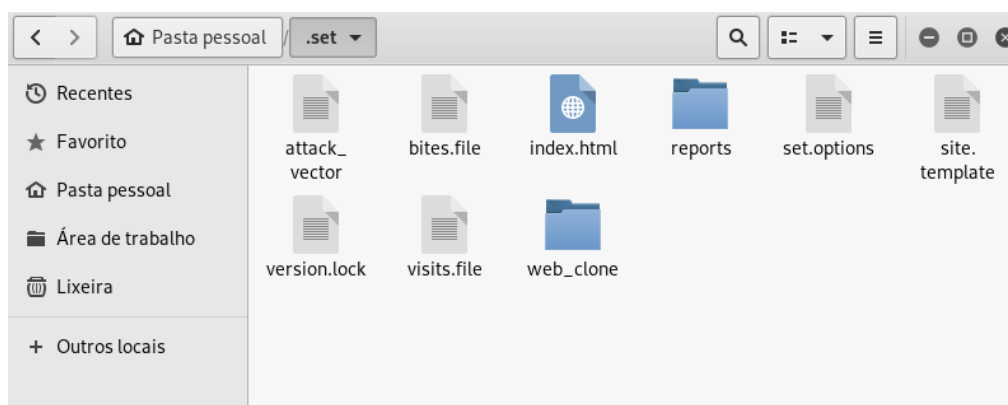 Pasta pessoal / .set
Recentes
Favorito
Pasta pessoal
Área de trabalho
Lixeira
Outros locais
attack_
vector
bites.file
index.html
reports
set.options
site.
template
version.lock
visits.file
web_clone